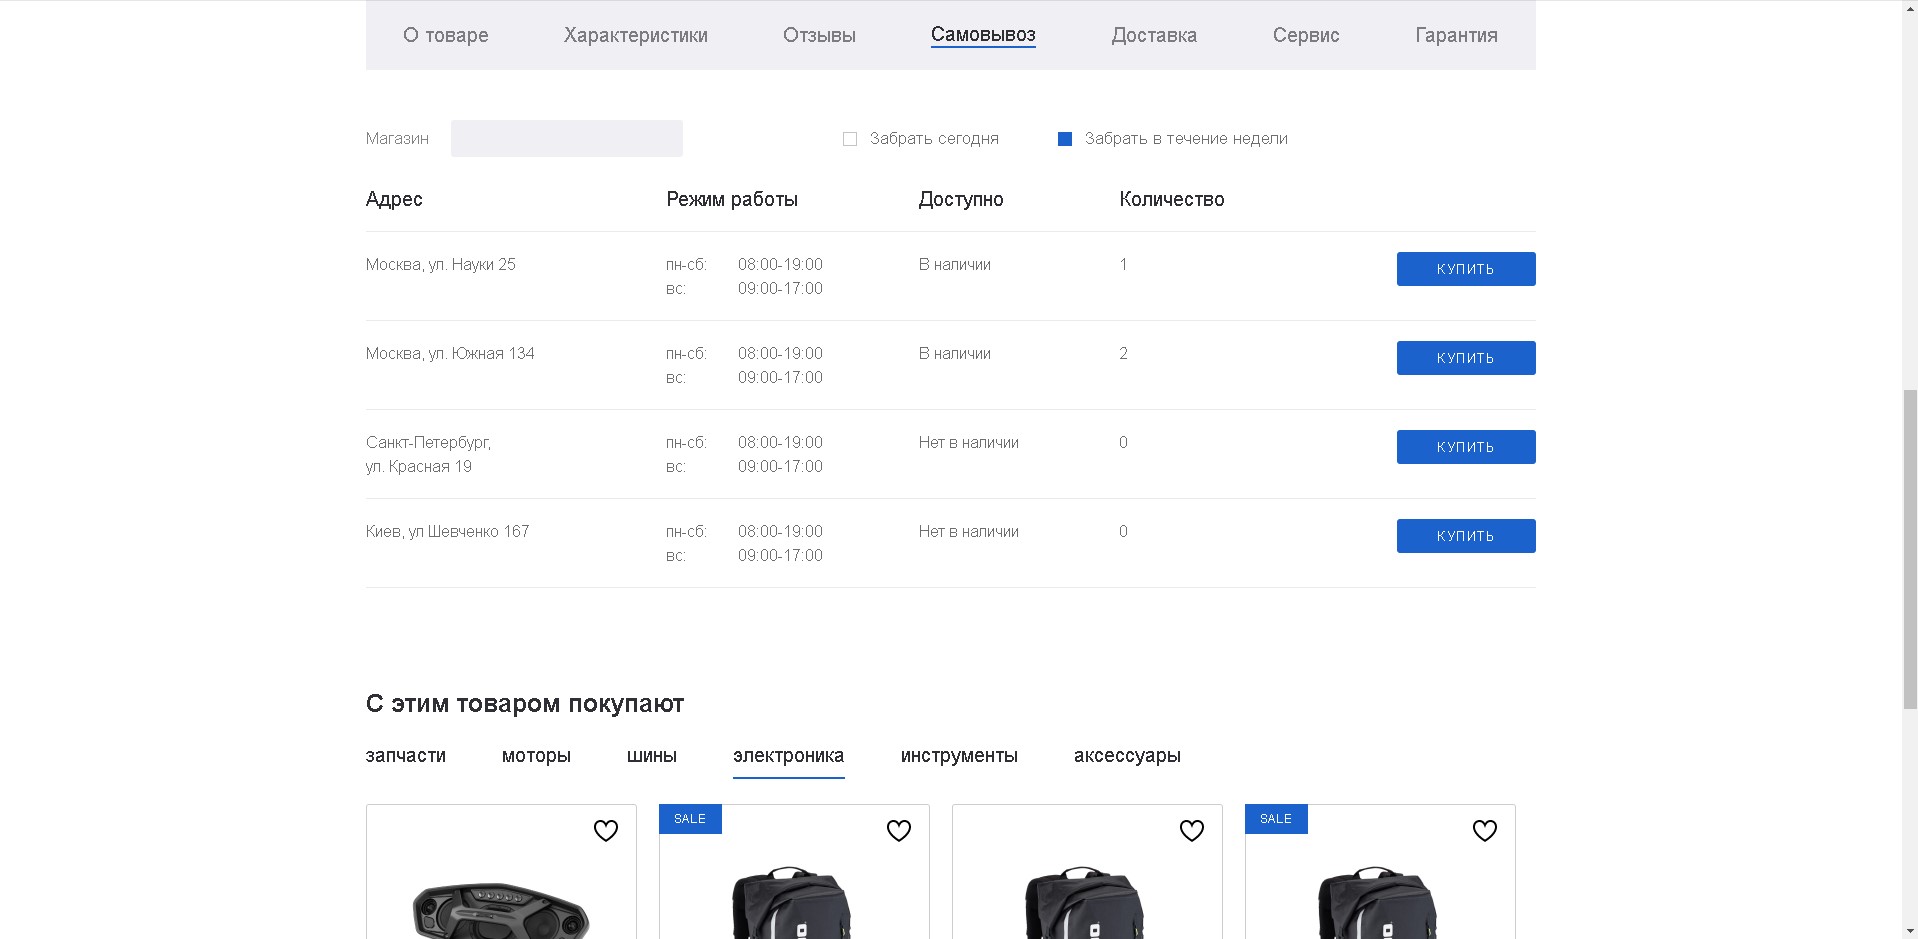 О товаре Характеристики Отзывы Самовывоз Доставка Сервис Гарантия
Магазин Забрать сегодня Забрать в течение недели
Адрес Режим работы Доступно Количество
Москва, ул. Науки 25 пн-сб: 08:00-19:00 В наличии 1 КУПИТЬ
вс: 09:00-17:00
Москва, ул. Южная 134 пн-сб: 08:00-19:00 В наличии 2 КУПИТЬ
вс: 09:00-17:00
Санкт-Петербург, пн-сб: 08:00-19:00 Нет в наличии 0 КУПИТЬ
ул. Красная 19 вс: 09:00-17:00
Киев, ул Шевченко 167 пн-сб: 08:00-19:00 Нет в наличии 0 КУПИТЬ
вс: 09:00-17:00
С этим товаром покупают
запчасти моторы шины электроника инструменты аксессуары
SALE SALE